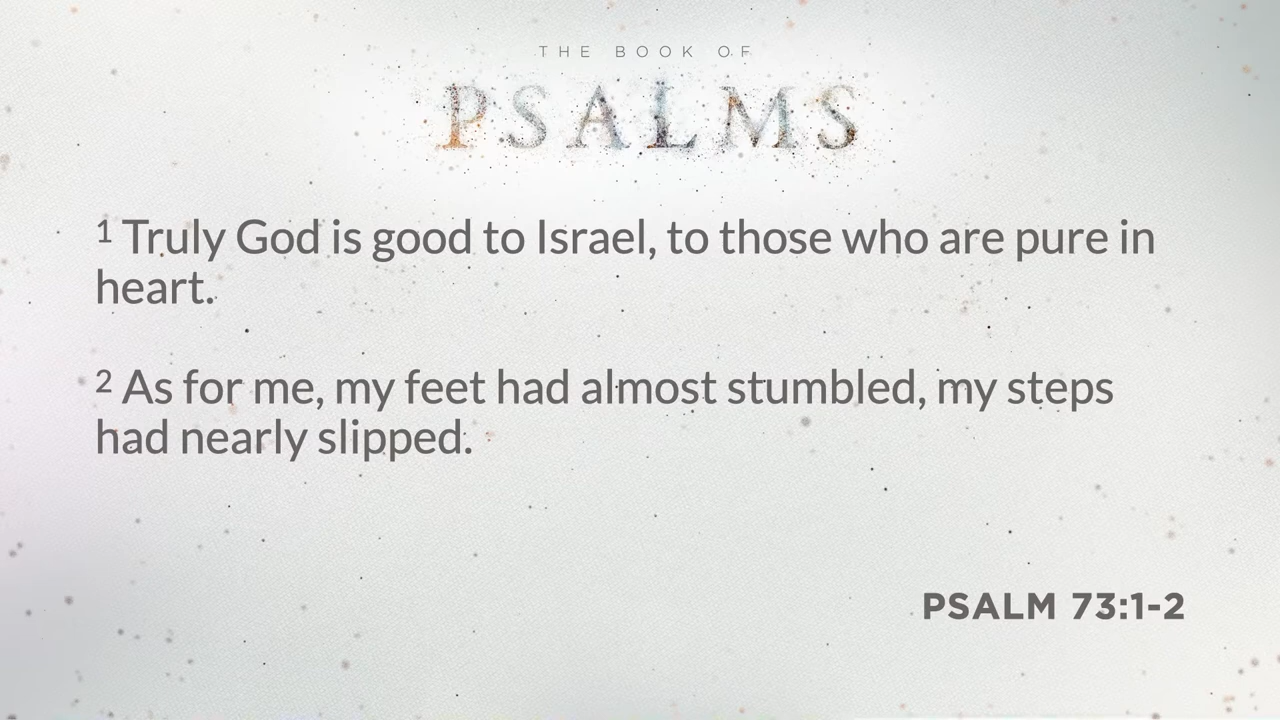 THE BOOK OF
PSALMS
1 Truly God is good to Israel, to those who are pure in
heart.
2 As for me, my feet had almost stumbled, my steps
had nearly slipped.
PSALM 73:1-2